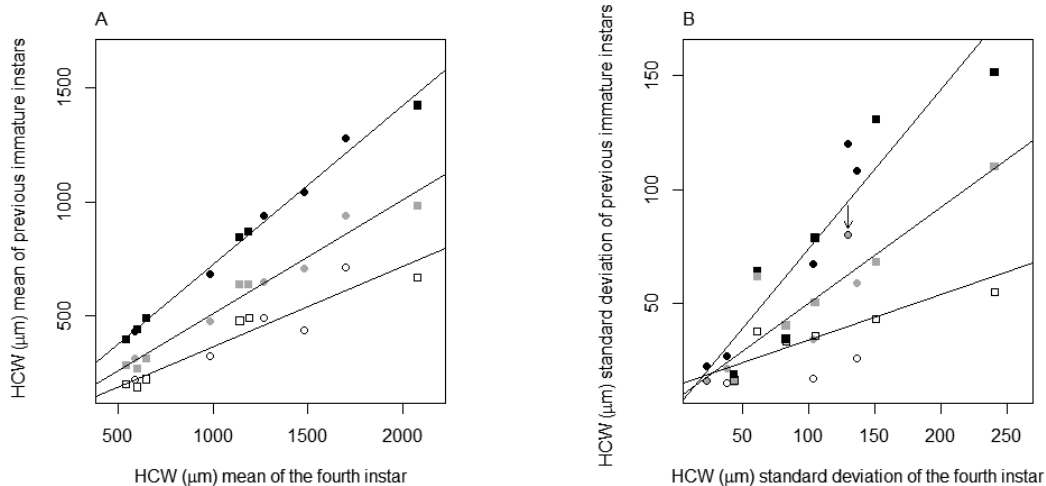 A
HCW (μm) mean of previous immature instars
1500
1000
500
500
1000
1500
2000
HCW (μm) mean of the fourth instar
B
HCW (μm) standard deviation of previous immature instars
150
100
50
50
100
150
200
250
HCW (μm) standard deviation of the fourth instar